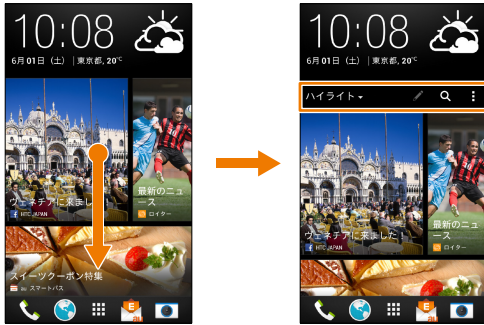 10:08
6月 01日（土） | 東京都, 20℃
ヴェネチアに来ました！
HTC JAPAN
最新のニュ
ース
ロイター
スイーツクーポン特集
au スマートパス
au
10:08
6月 01日（土） | 東京都, 20℃
ハイライト
ヴェネチアに来ました！
HTC JAPAN
最新のニュ
ース
ロイター
au